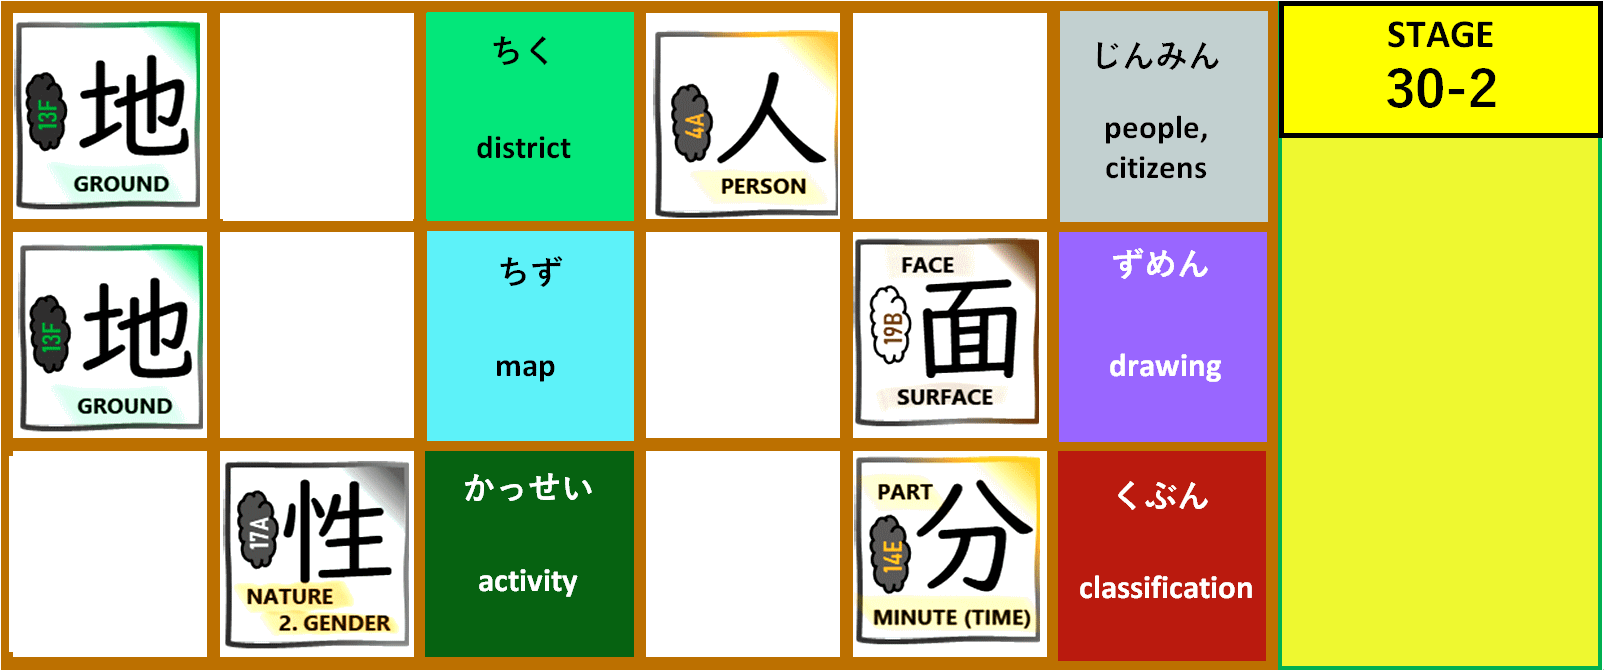 13F
地
GROUND
ちく
district
4A
人
PERSON
じんみん
people,
citizens
STAGE
30-2
13F
地
GROUND
ちず
map
FACE
19B
面
SURFACE
ずめん
drawing
17A
性
NATURE
2. GENDER
かっせい
activity
PART
14E
分
MINUTE (TIME)
くぶん
classification